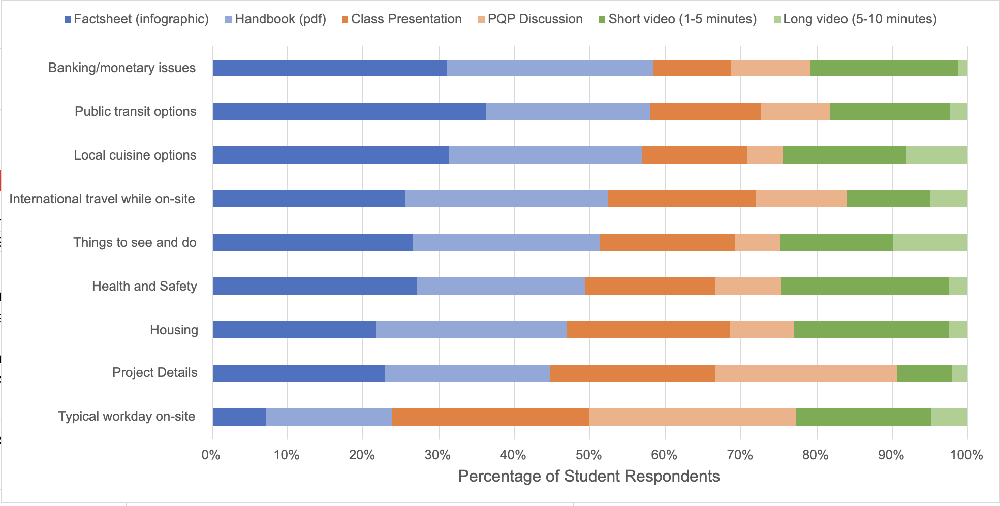 Factsheet (infographic) Handbook (pdf) Class Presentation PQP Discussion Short video (1-5 minutes) Long video (5-10 minutes)
Banking/monetary issues
Public transit options
Local cuisine options
International travel while on-site
Things to see and do
Health and Safety
Housing
Project Details
Typical workday on-site
0% 10% 20% 30% 40% 50% 60% 70% 80% 90% 100%
Percentage of Student Respondents